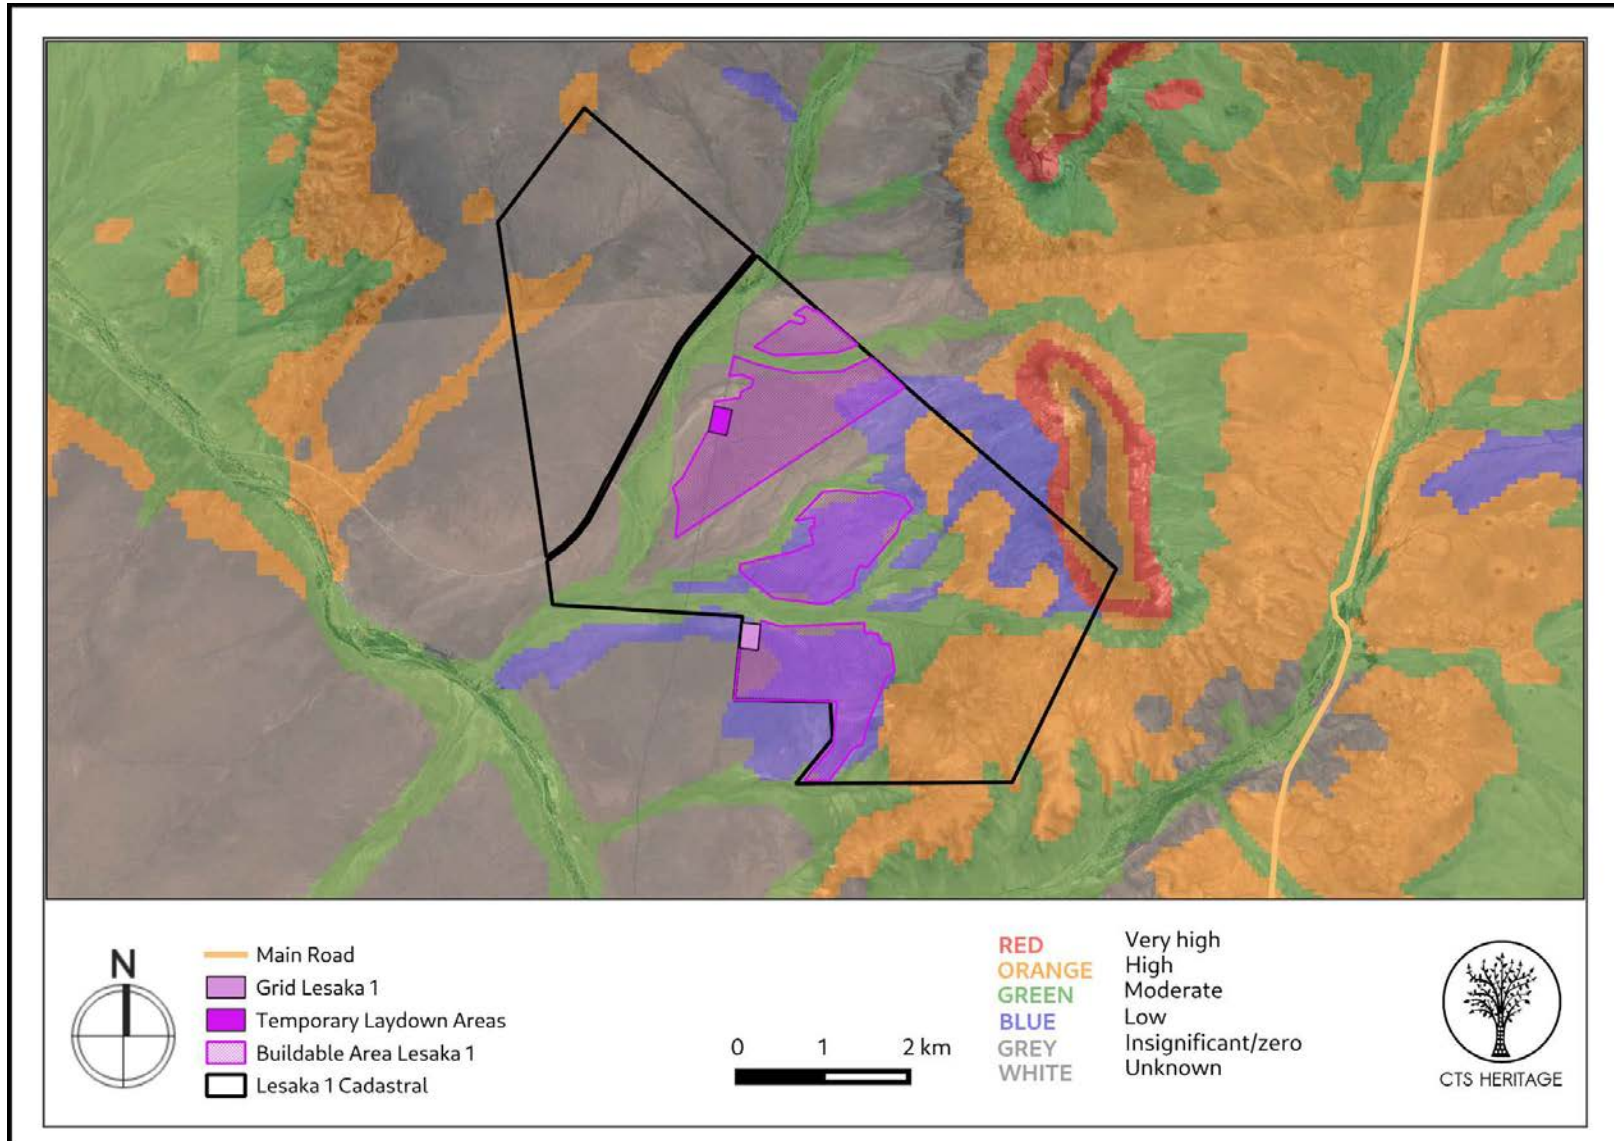 N
Main Road
Grid Lesaka 1
Temporary Laydown Areas
Buildable Area Lesaka 1
Lesaka 1 Cadastral
0 1 2 km
RED Very high
ORANGE High
GREEN Moderate
BLUE Low
GREY Insignificant/zero
WHITE Unknown
CTS HERITAGE